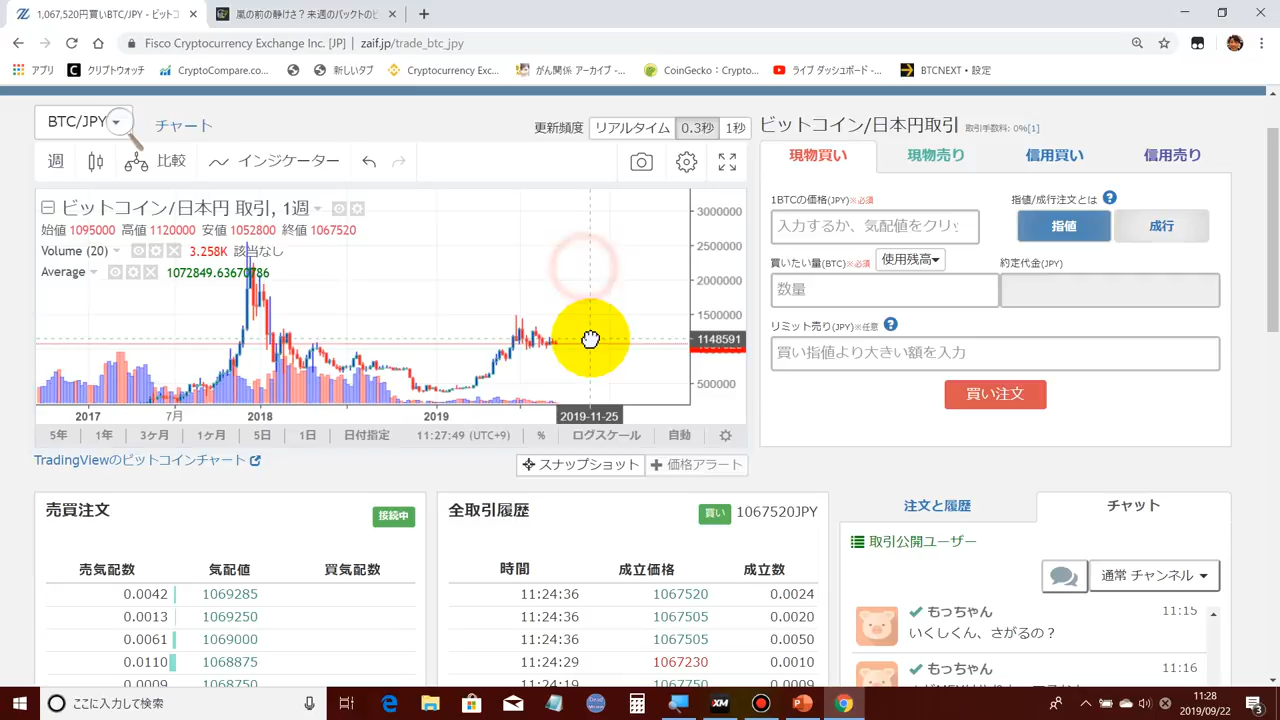 1,067,520円買いBTC/JPY - ビット
嵐の前の静けさ？来週のバックトのビ
Fisco Cryptocurrency Exchange Inc. [JP] | zaif.jp/trade_btc_jpy
アプリ クリプトウォッチ CryptoCompare.co... 新しいタブ Cryptocurrency Exc... がん関係 アーカイブ -... CoinGecko：Crypto... ライブ ダッシュボード -... BTCNEXT • 設定
BTC/JPY
チャート
更新頻度 リアルタイム 0.3秒 1秒
週 比較 インジケーター
ビットコイン/日本円 取引, 1週
始値 1095000 高値 1120000 安値 1052800 終値 1067520
Volume (20) 3.258K 該当なし
Average 1072849.63670786
3000000
2500000
2000000
1500000
1148591
500000
2017 7月 2018 2019 2019-11-25
5年 1年 3ヶ月 1ヶ月 5日 1日 日付指定 11:27:49 (UTC+9) % ログスケール 自動
TradingViewのビットコインチャート
スナップショット 価格アラート
ビットコイン/日本円取引 取引手数料: 0%[1]
現物買い 現物売り 信用買い 信用売り
1BTCの価格(JPY)※必須
指値/成行注文とは
入力するか、気配値をクリッ
指値 成行
買いたい量(BTC)※必須 使用残高
約定代金(JPY)
数量
リミット売り(JPY)※任意
買い指値より大きい額を入力
買い注文
売買注文
接続中
売気配数 気配値 買気配数
0.0042 1069285
0.0013 1069250
0.0061 1069000
0.0110 1068875
0.0009 1068750
全取引履歴
買い 1067520JPY
時間 成立価格 成立数
11:24:36 1067520 0.0024
11:24:36 1067505 0.0020
11:24:36 1067505 0.0050
11:24:29 1067230 0.0010
注文と履歴 チャット
取引公開ユーザー
通常 チャンネル
もっちゃん 11:15
いくしくん、さがるの？
もっちゃん 11:16
ここに入力して検索
XM
11:28
2019/09/22
3